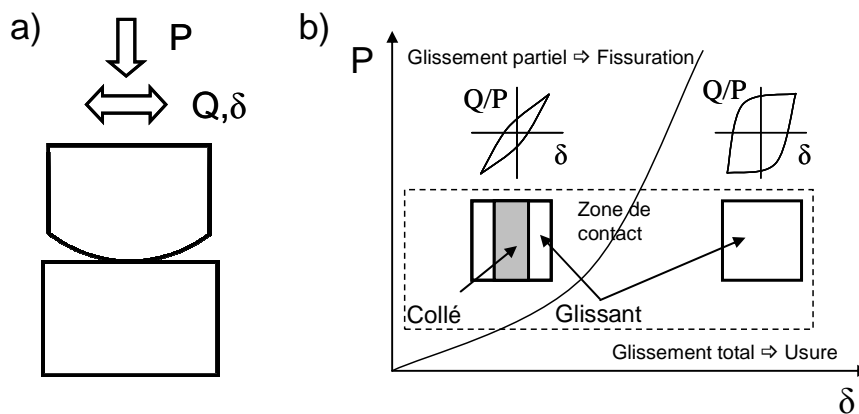 a)
P
Q,δ
b)
P
Glissement partiel ⇨ Fissuration
Q/P
δ
Q/P
δ
Zone de
contact
Collé
Glissant
Glissement total ⇨ Usure
δ